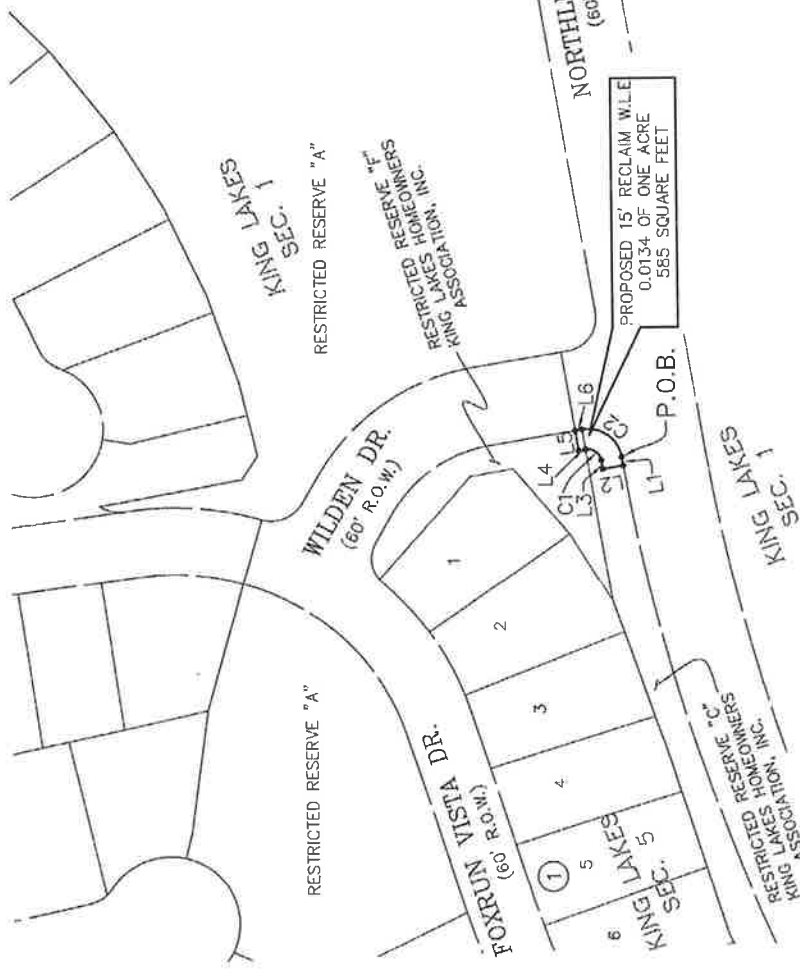 KING LAKES
SEC. 1
RESTRICTED RESERVE "A"
RESTRICTED RESERVE "F"
KING LAKES HOMEOWNERS
ASSOCIATION, INC.
WILDEN DR.
(60' R.O.W.)
NORTHL
(60
PROPOSED 15' RECLAIM W.L.E
0.0134 OF ONE ACRE
585 SQUARE FEET
L5
L6
L4
C1
L3
C2
L1
P.O.B.
1
2
3
4
5
6
1
KING LAKES
SEC. 5
RESTRICTED RESERVE "A"
FOXRUN VISTA DR.
(60' R.O.W.)
KING LAKES
SEC. 1
RESTRICTED RESERVE "C"
KING LAKES HOMEOWNERS
ASSOCIATION, INC.